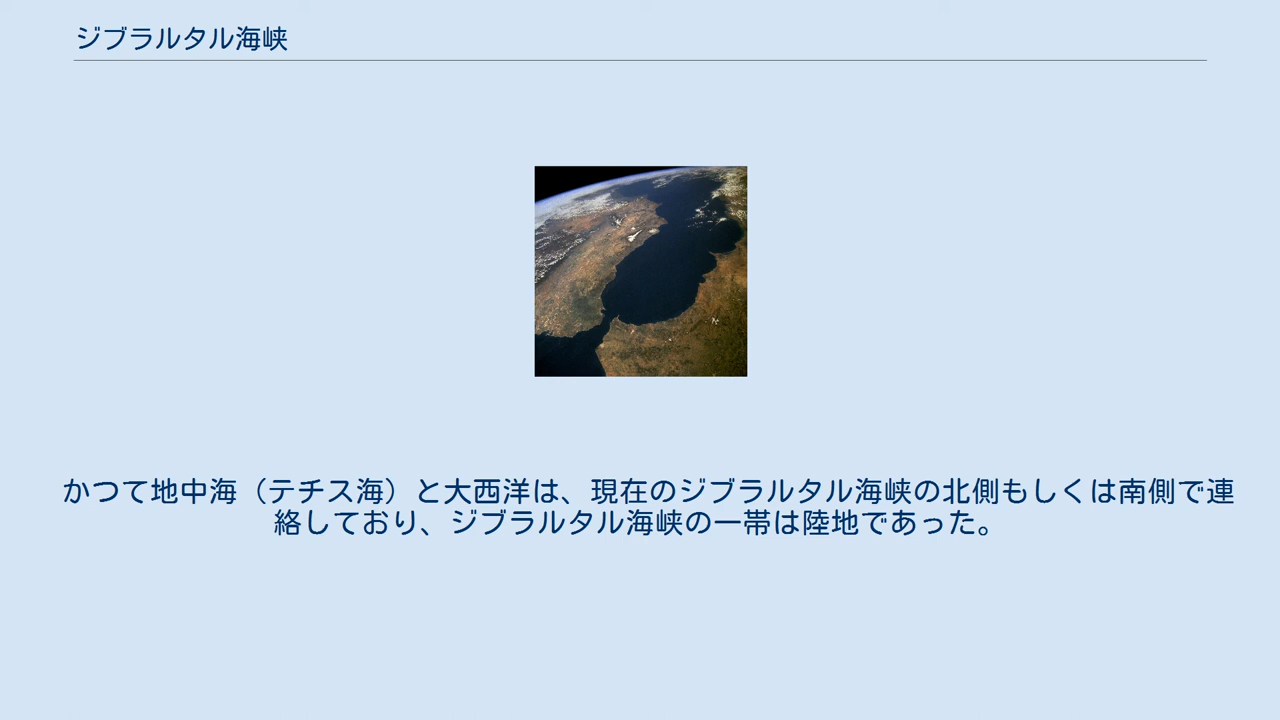 ジブラルタル海峡
かつて地中海（テチス海）と大西洋は、現在のジブラルタル海峡の北側もしくは南側で連
絡しており、ジブラルタル海峡の一帯は陸地であった。